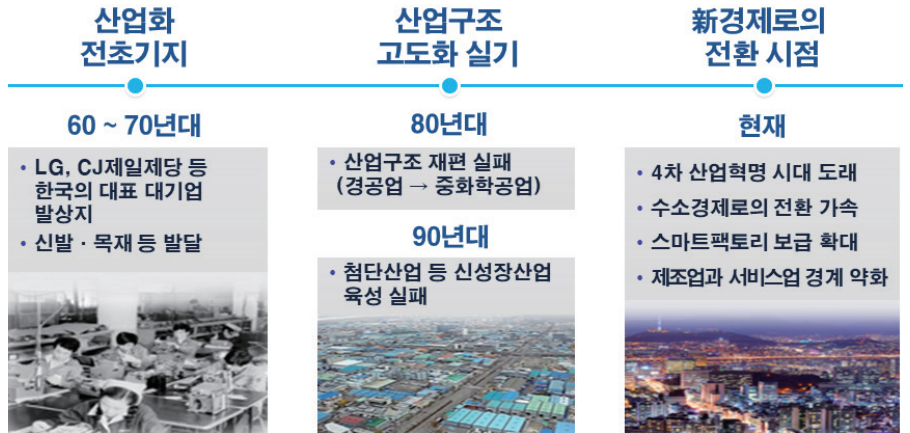 산업화
전초기지
60 ~ 70년대
• LG, CJ제일제당 등
한국의 대표 대기업
발상지
• 신발 · 목재 등 발달
산업구조
고도화 실기
80년대
• 산업구조 재편 실패
(경공업 → 중화학공업)
90년대
• 첨단산업 등 신성장산업
육성 실패
新경제로의
전환 시점
현재
• 4차 산업혁명 시대 도래
• 수소경제로의 전환 가속
• 스마트팩토리 보급 확대
• 제조업과 서비스업 경계 약화